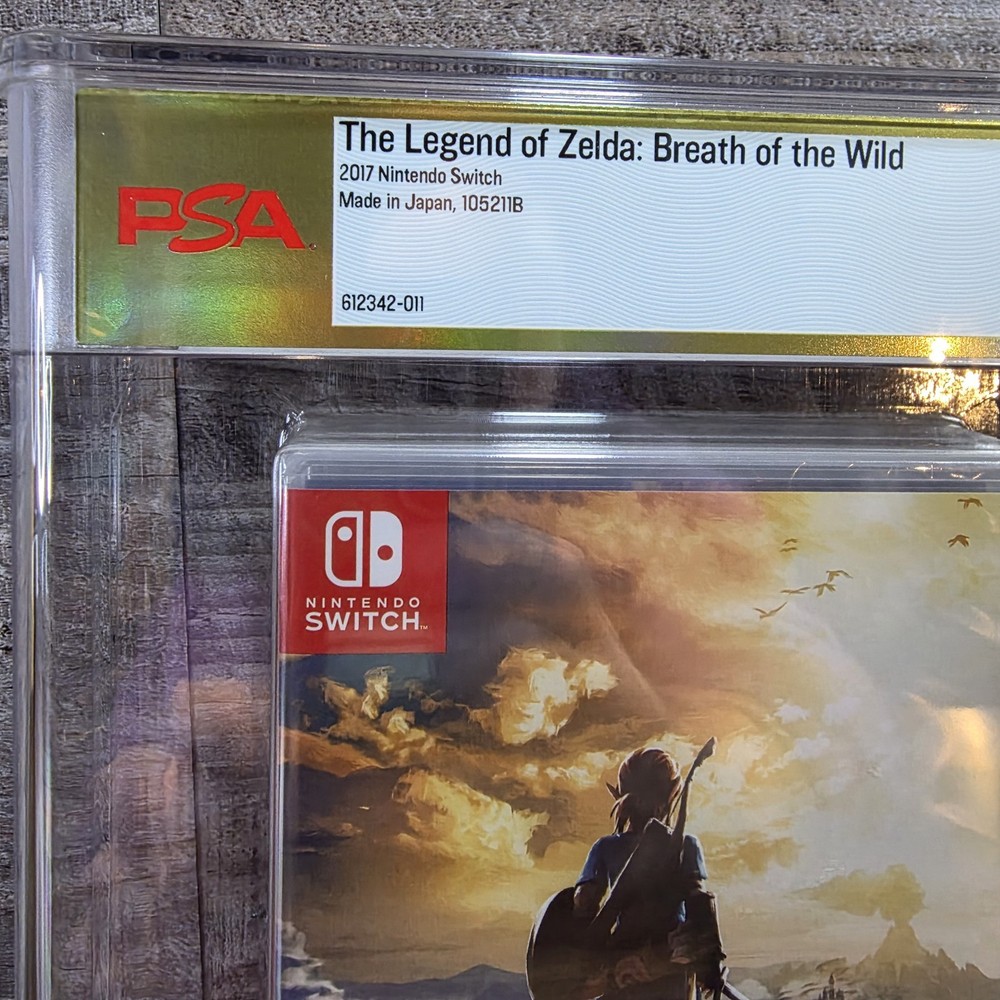 PSA
The Legend of Zelda: Breath of the Wild
2017 Nintendo Switch
Made in Japan, 105211B
612342-011
NINTENDO
SWITCH™